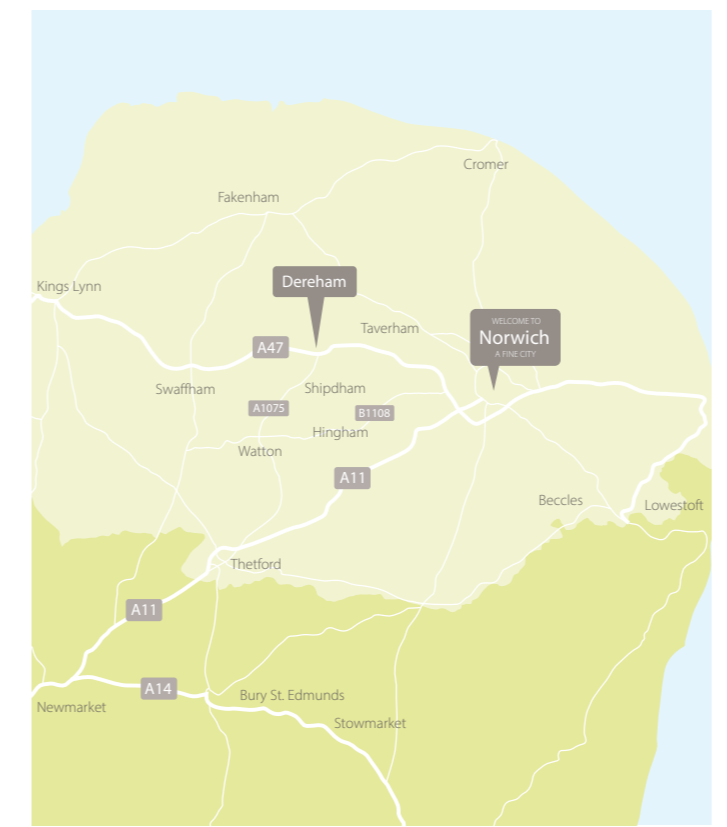 Cromer
Fakenham
Dereham
Kings Lynn
WELCOME TO
Norwich
A FINE CITY
Taverham
A47
Swaffham
Shipdham
A1075
B1108
Hingham
Watton
A11
Beccles
Lowestoft
Thetford
A11
A14
Bury St. Edmunds
Newmarket
Stowmarket